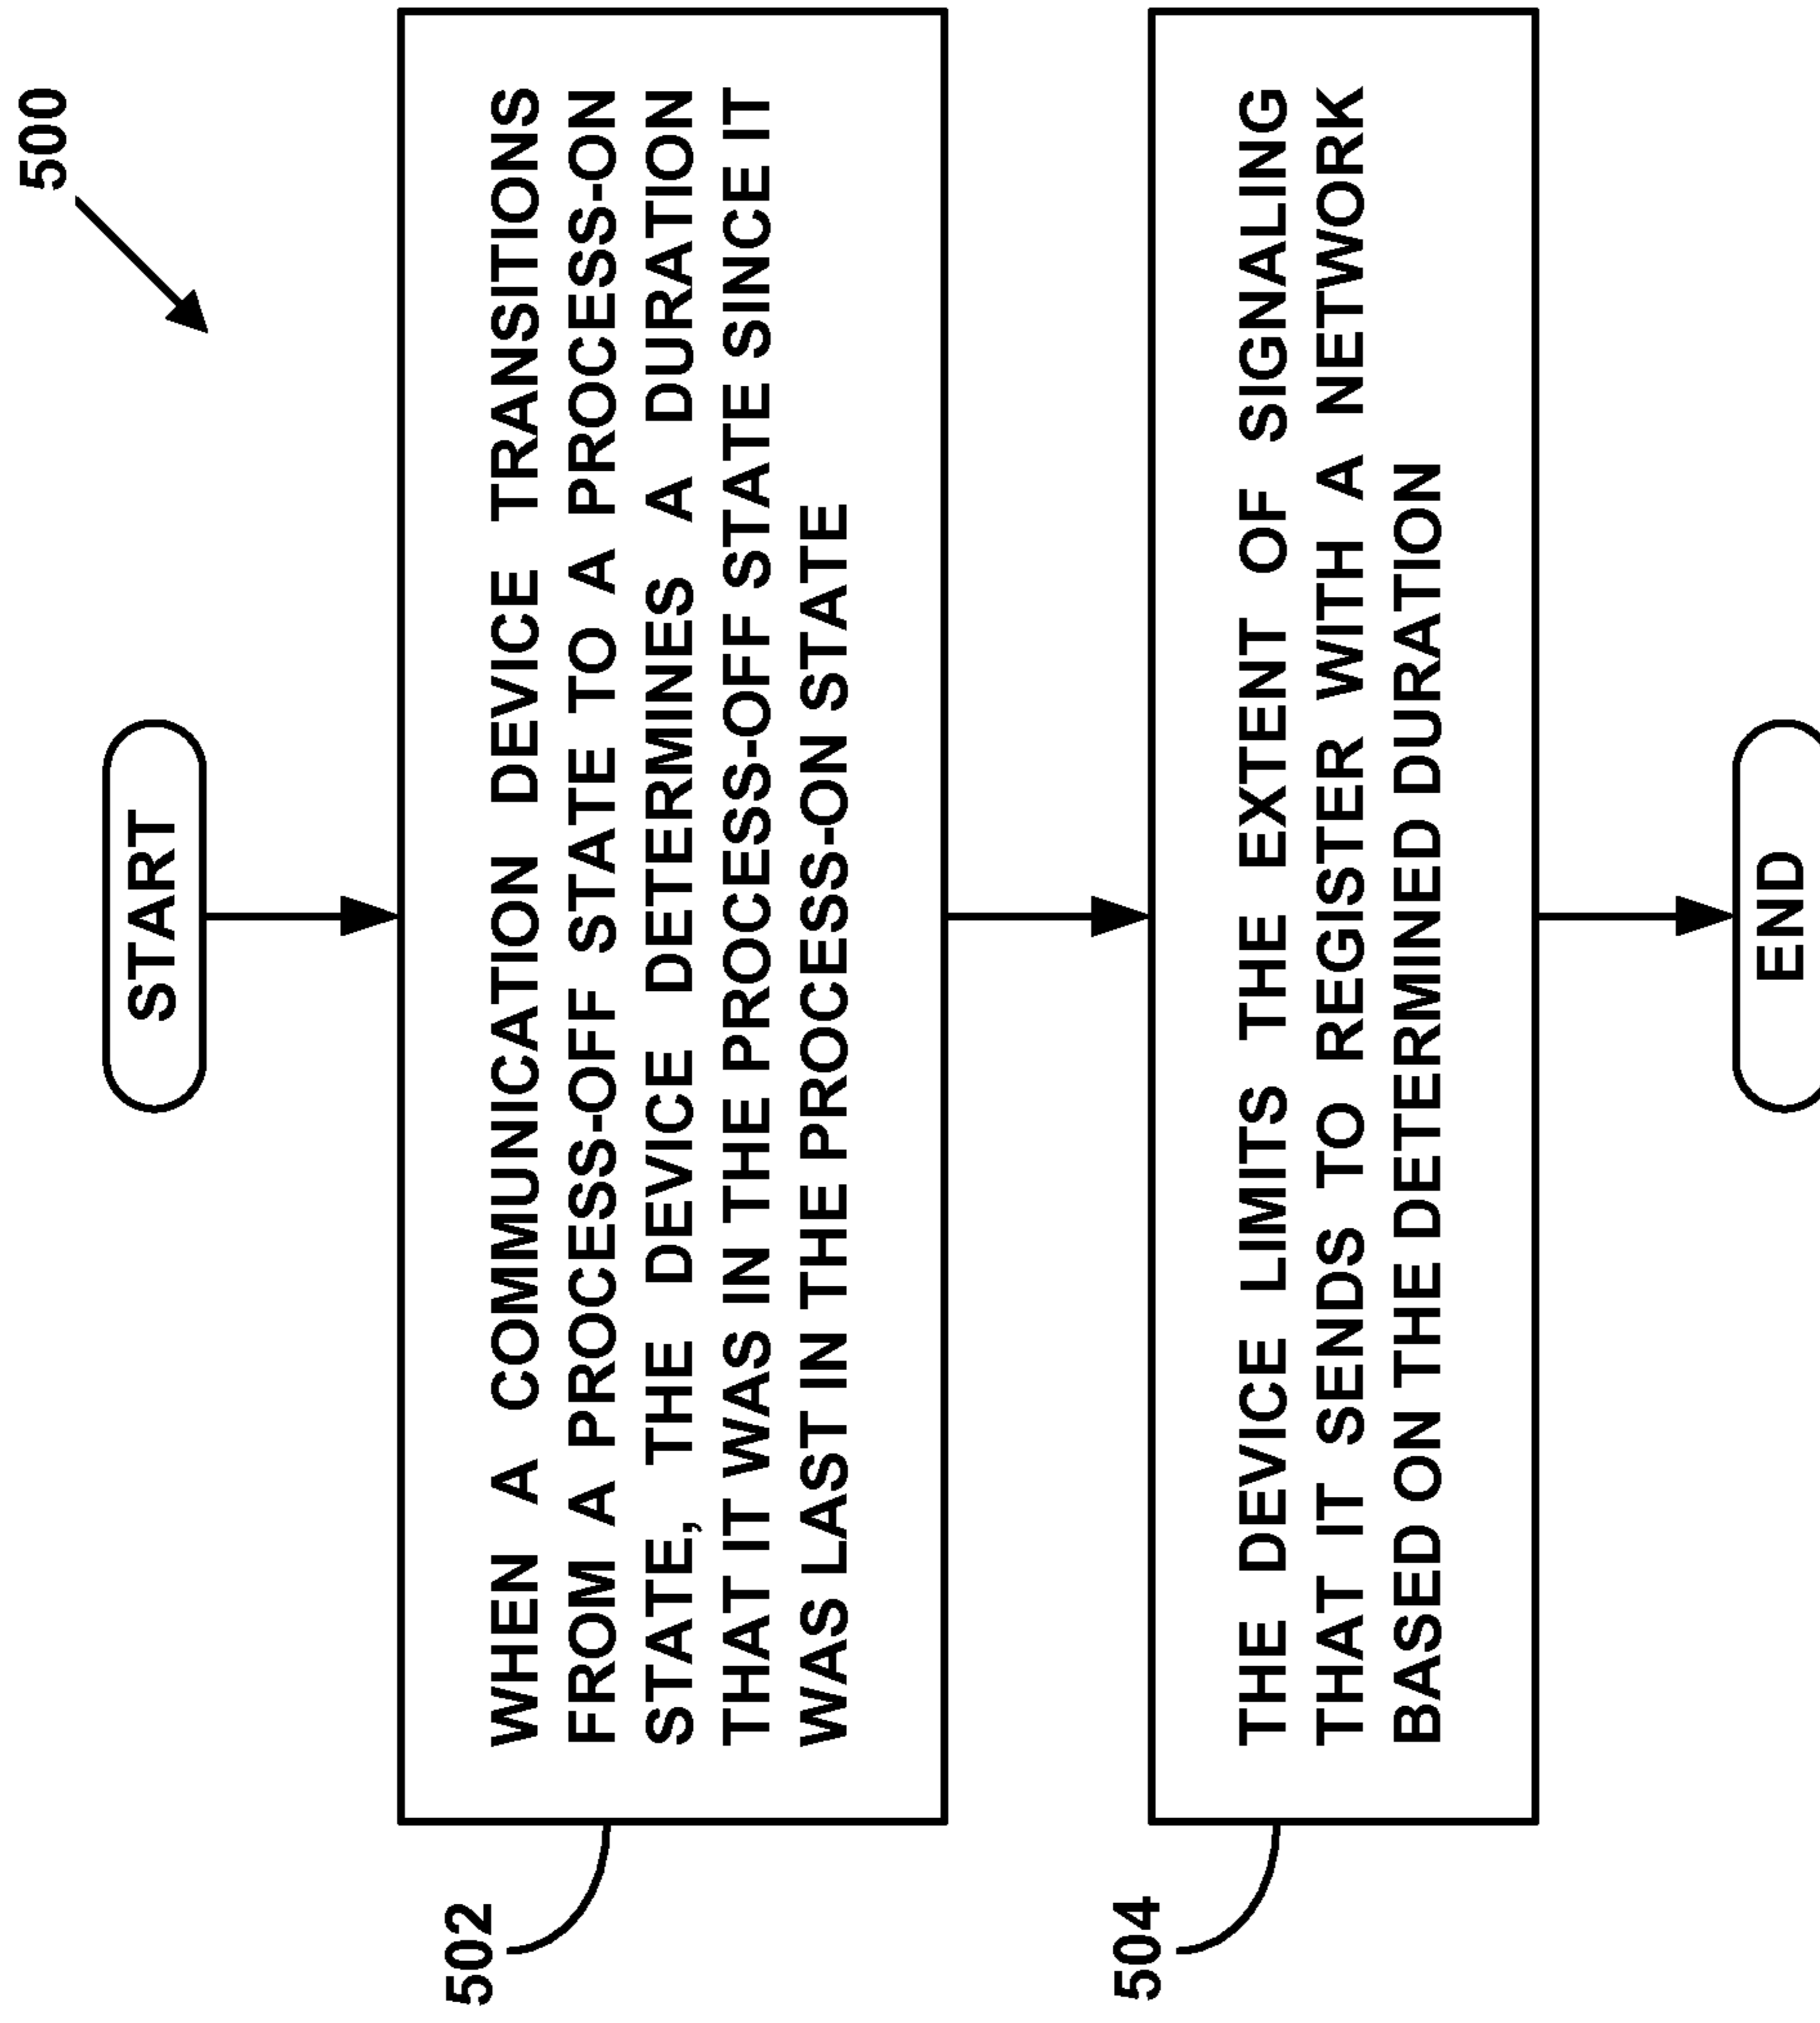 500
START
502
WHEN A COMMUNICATION DEVICE TRANSITIONS
FROM A PROCESS-OFF STATE TO A PROCESS-ON
STATE, THE DEVICE DETERMINES A DURATION
THAT IT WAS IN THE PROCESS-OFF STATE SINCE IT
WAS LAST IN THE PROCESS-ON STATE
504
THE DEVICE LIMITS THE EXTENT OF SIGNALING
THAT IT SENDS TO REGISTER WITH A NETWORK
BASED ON THE DETERMINED DURATION
END